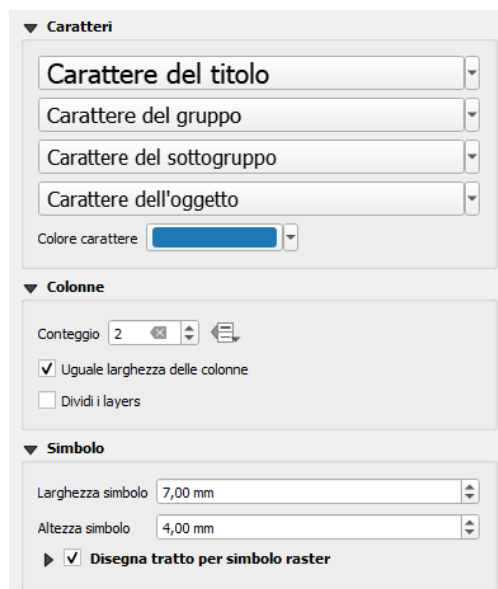 Caratteri
Carattere del titolo
Carattere del gruppo
Carattere del sottogruppo
Carattere dell'oggetto
Colore carattere
Colonne
Conteggio 2
Uguale larghezza delle colonne
Dividi i layers
Simbolo
Larghezza simbolo 7,00 mm
Altezza simbolo 4,00 mm
Disegna tratto per simbolo raster